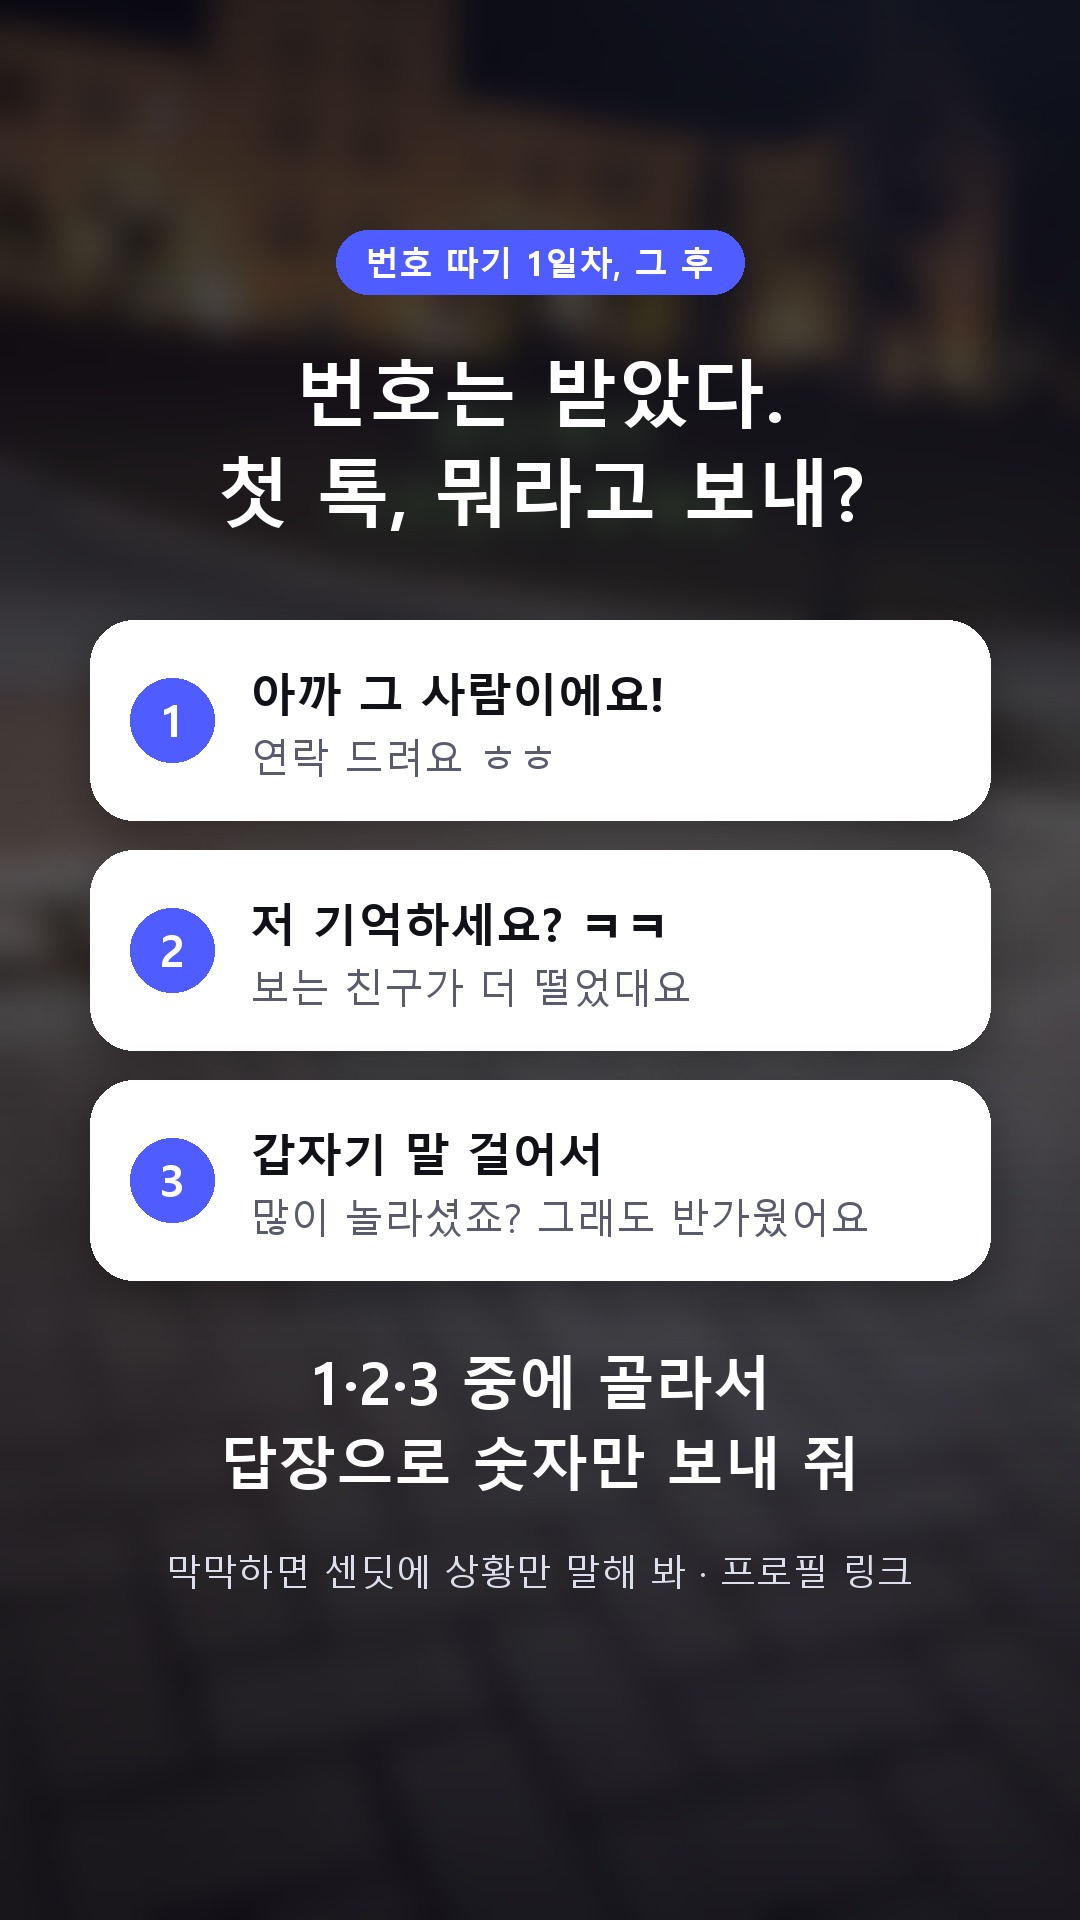 번호 따기 1일차, 그 후
번호는 받았다.
첫 톡, 뭐라고 보내?
1
아까 그 사람이에요!
연락 드려요 ㅎㅎ
2
저 기억하세요? ㅋㅋ
보는 친구가 더 떨었대요
3
갑자기 말 걸어서
많이 놀라셨죠? 그래도 반가웠어요
1·2·3 중에 골라서
답장으로 숫자만 보내 줘
막막하면 센딧에 상황만 말해 봐 · 프로필 링크